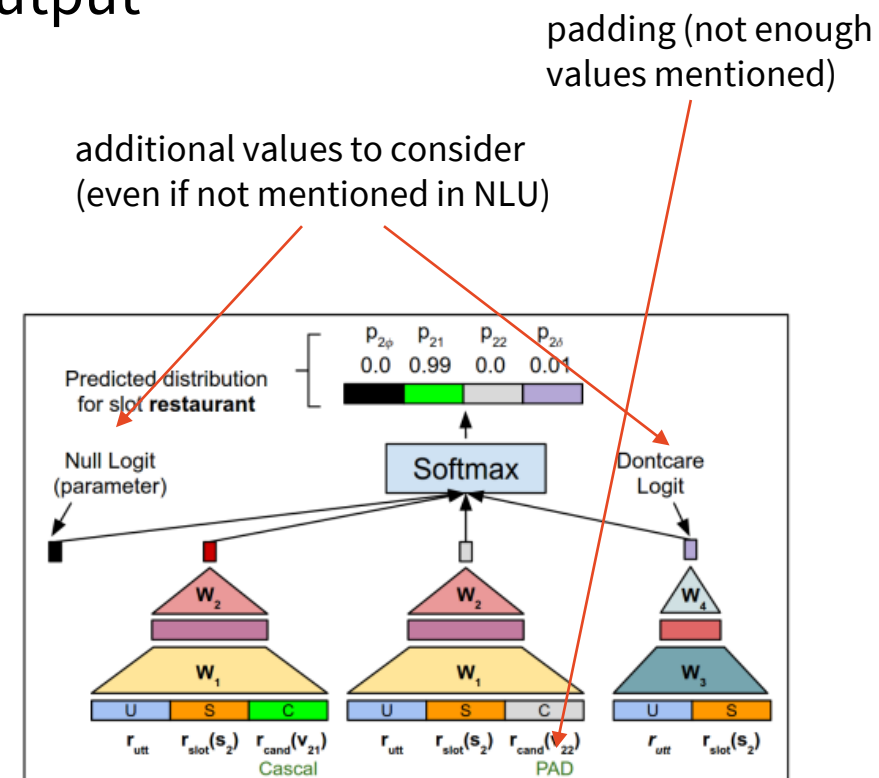 utput
padding (not enough
values mentioned)
additional values to consider
(even if not mentioned in NLU)
p2ϕ p21 p22 p2δ
0.0 0.99 0.0 0.01
Predicted distribution
for slot restaurant
Null Logit
(parameter)
Softmax
Dontcare
Logit
W2 W2 W4
W1 W1 W3
U S C U S C U S
rutt rslot(s2) rcand(v21) rutt rslot(s2) rcand(v22) rutt rslot(s2)
Cascal PAD